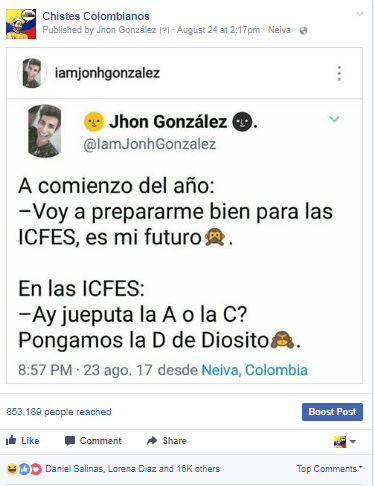 Chistes Colombianos
Published by Jhon González [?] · August 24 at 2:17pm · Neiva ·
iamjonhgonzalez
🌝 Jhon González 🌚.
@IamJonhGonzalez
A comienzo del año:
–Voy a prepararme bien para las
ICFES, es mi futuro🙊.
En las ICFES:
–Ay jueputa la A o la C?
Pongamos la D de Diosito🙈.
8:57 PM · 23 ago. 17 desde Neiva, Colombia
853,189 people reached
Boost Post
Like Comment Share
Daniel Salinas, Lorena Diaz and 16K others Top Comments